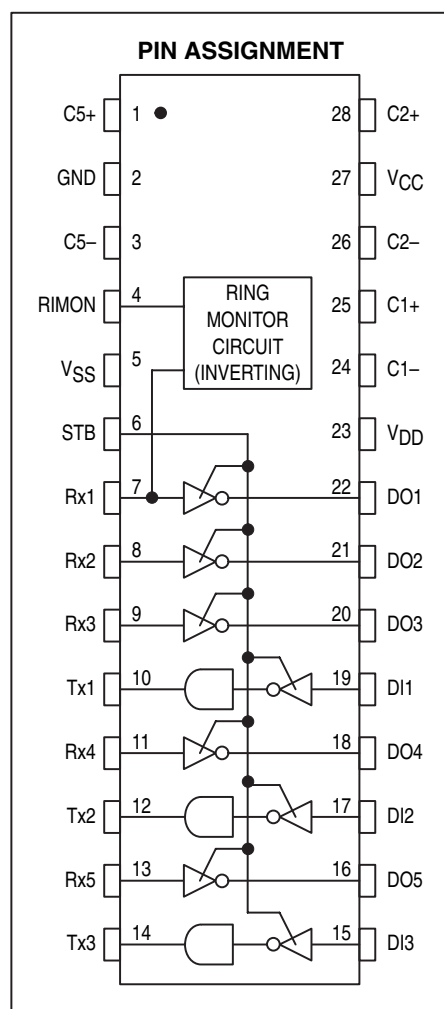 PIN ASSIGNMENT
C5+ 1 28 C2+
GND 2 27 VCC
C5– 3 26 C2–
RIMON 4 RING MONITOR CIRCUIT (INVERTING) 25 C1+
VSS 5 24 C1–
STB 6 23 VDD
Rx1 7 22 DO1
Rx2 8 21 DO2
Rx3 9 20 DO3
Tx1 10 19 DI1
Rx4 11 18 DO4
Tx2 12 17 DI2
Rx5 13 16 DO5
Tx3 14 15 DI3